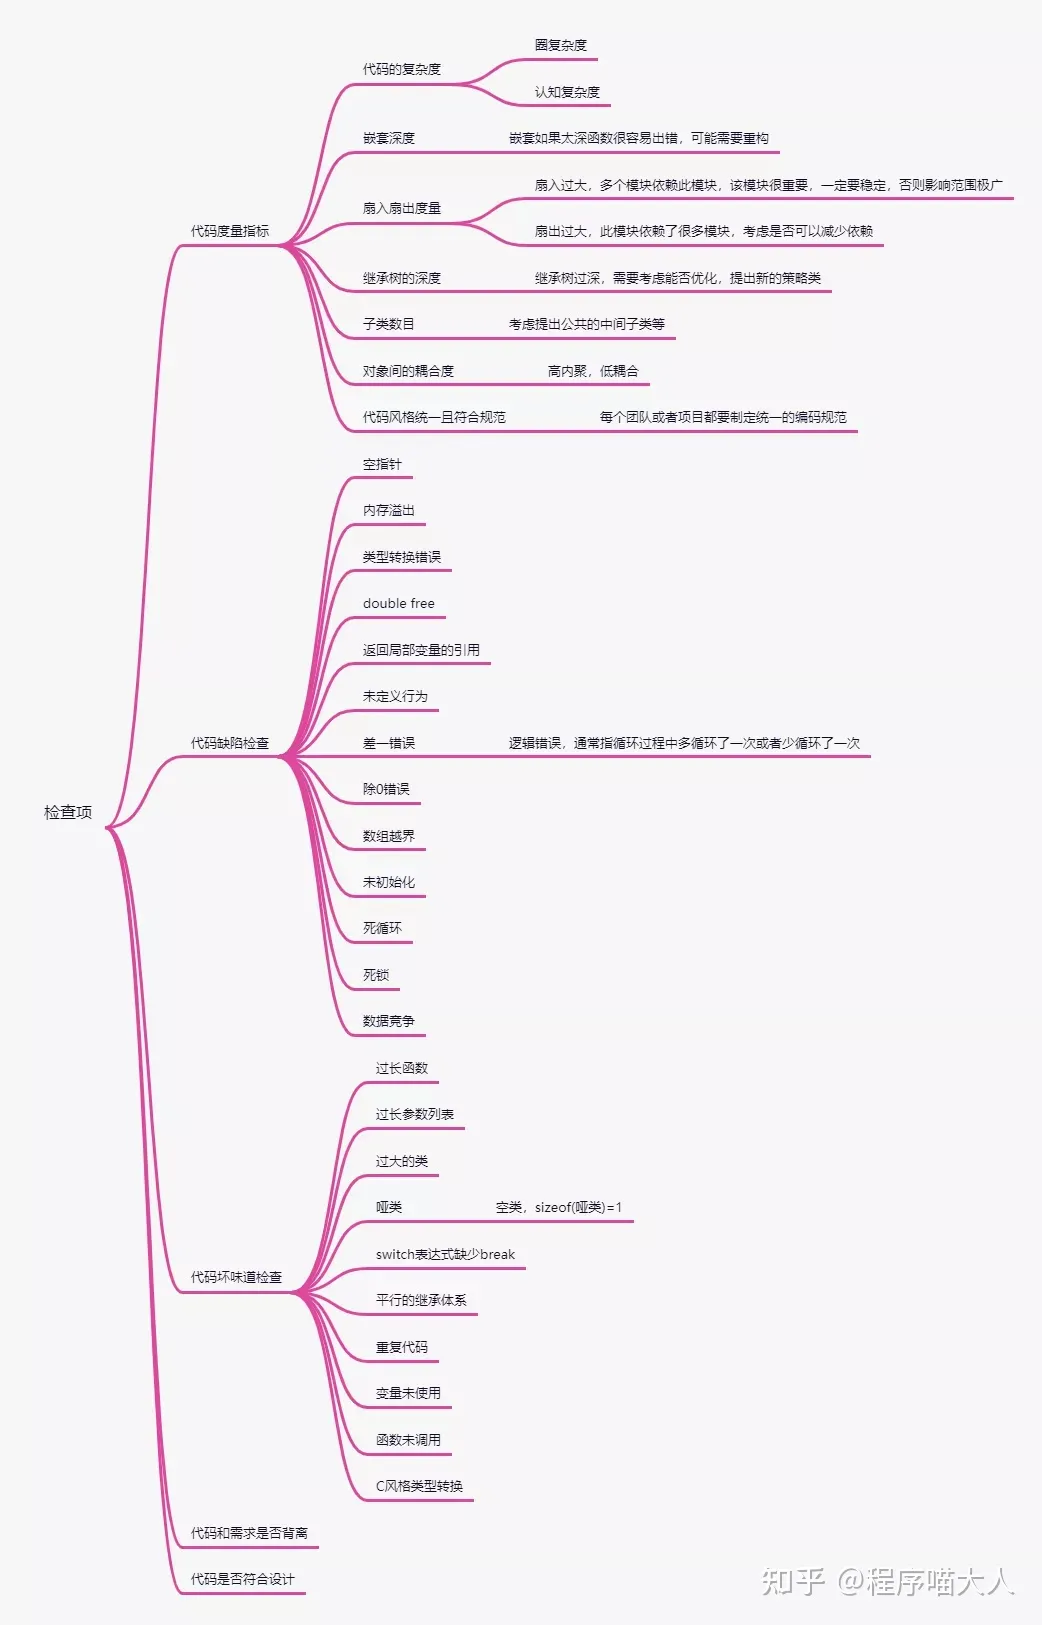 圈复杂度
代码的复杂度
认知复杂度
嵌套深度 嵌套如果太深函数很容易出错，可能需要重构
扇入过大，多个模块依赖此模块，该模块很重要，一定要稳定，否则影响范围极广
扇入扇出度量
代码度量指标
扇出过大，此模块依赖了很多模块，考虑是否可以减少依赖
继承树的深度 继承树过深，需要考虑能否优化，提出新的策略类
子类数目 考虑提出公共的中间子类等
对象间的耦合度 高内聚，低耦合
代码风格统一且符合规范 每个团队或者项目都要制定统一的编码规范
空指针
内存溢出
类型转换错误
double free
返回局部变量的引用
未定义行为
代码缺陷检查
差一错误 逻辑错误，通常指循环过程中多循环了一次或者少循环了一次
除0错误
检查项
数组越界
未初始化
死循环
死锁
数据竞争
过长函数
过长参数列表
过大的类
哑类 空类，sizeof(哑类)=1
switch表达式缺少break
代码坏味道检查
平行的继承体系
重复代码
变量未使用
函数未调用
C风格类型转换
代码和需求是否背离
代码是否符合设计
知乎 @程序喵大人